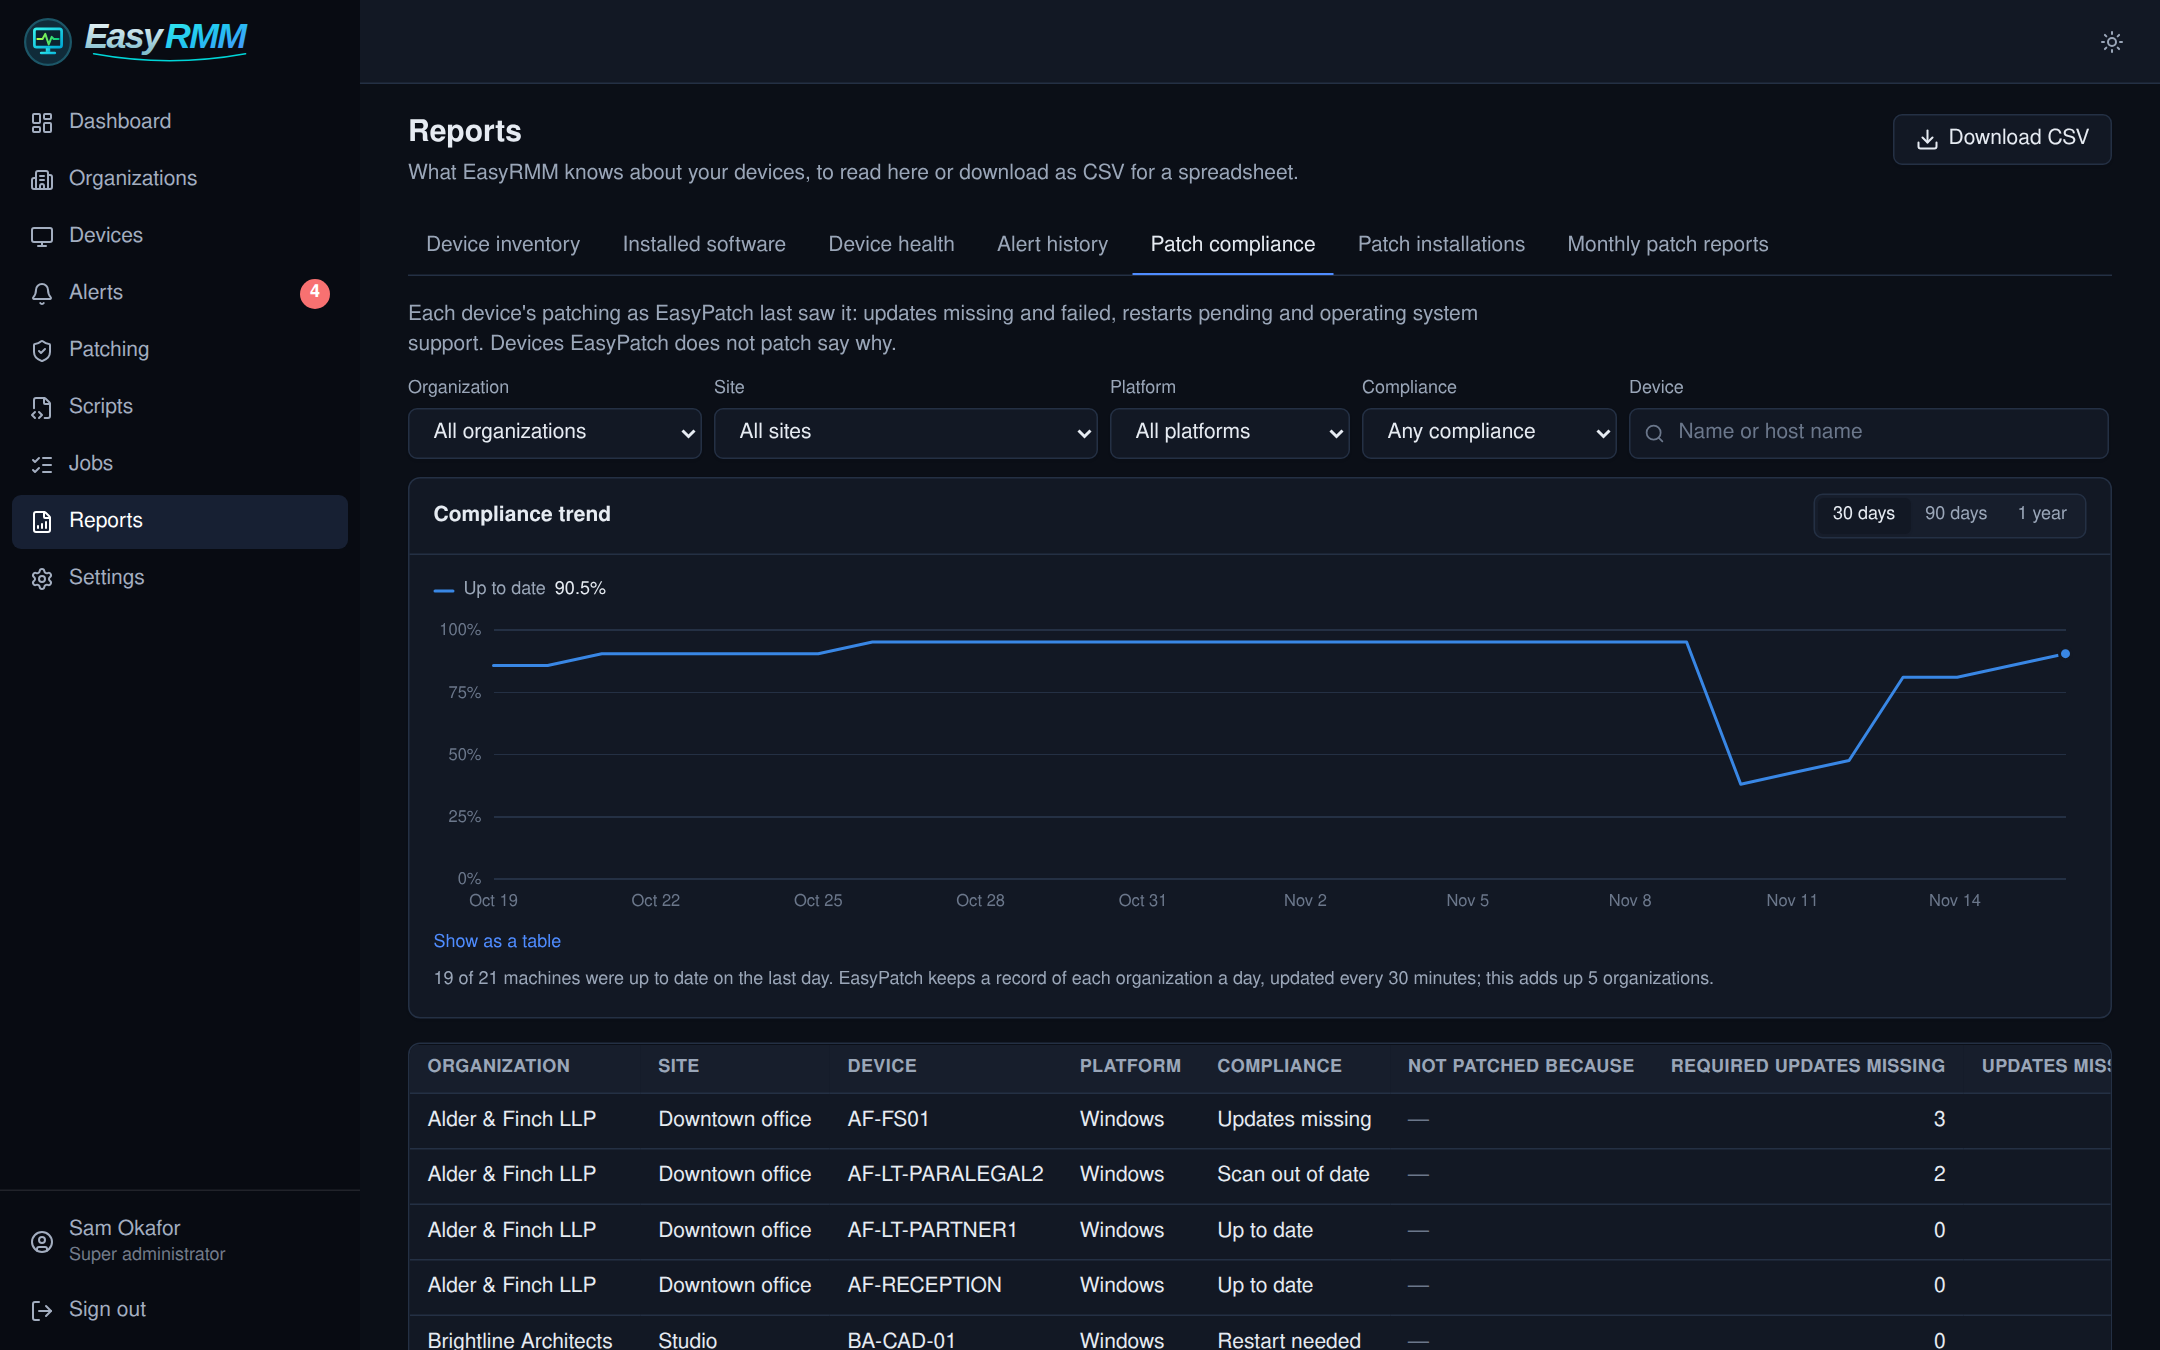 EasyRMM
Dashboard
Organizations
Devices
Alerts
4
Patching
Scripts
Jobs
Reports
Settings
Sam Okafor
Super administrator
Sign out
Reports
What EasyRMM knows about your devices, to read here or download as CSV for a spreadsheet.
Download CSV
Device inventory
Installed software
Device health
Alert history
Patch compliance
Patch installations
Monthly patch reports
Each device's patching as EasyPatch last saw it: updates missing and failed, restarts pending and operating system
support. Devices EasyPatch does not patch say why.
Organization
Site
Platform
Compliance
Device
All organizations
All sites
All platforms
Any compliance
Name or host name
Compliance trend
30 days
90 days
1 year
Up to date 90.5%
100%
75%
50%
25%
0%
Oct 19
Oct 22
Oct 25
Oct 28
Oct 31
Nov 2
Nov 5
Nov 8
Nov 11
Nov 14
Show as a table
19 of 21 machines were up to date on the last day. EasyPatch keeps a record of each organization a day, updated every 30 minutes; this adds up 5 organizations.
ORGANIZATION SITE DEVICE PLATFORM COMPLIANCE NOT PATCHED BECAUSE REQUIRED UPDATES MISSING UPDATES
Alder & Finch LLP Downtown office AF-FS01 Windows Updates missing — 3
Alder & Finch LLP Downtown office AF-LT-PARALEGAL2 Windows Scan out of date — 2
Alder & Finch LLP Downtown office AF-LT-PARTNER1 Windows Up to date — 0
Alder & Finch LLP Downtown office AF-RECEPTION Windows Up to date — 0
Brightline Architects Studio BA-CAD-01 Windows Restart needed — 0